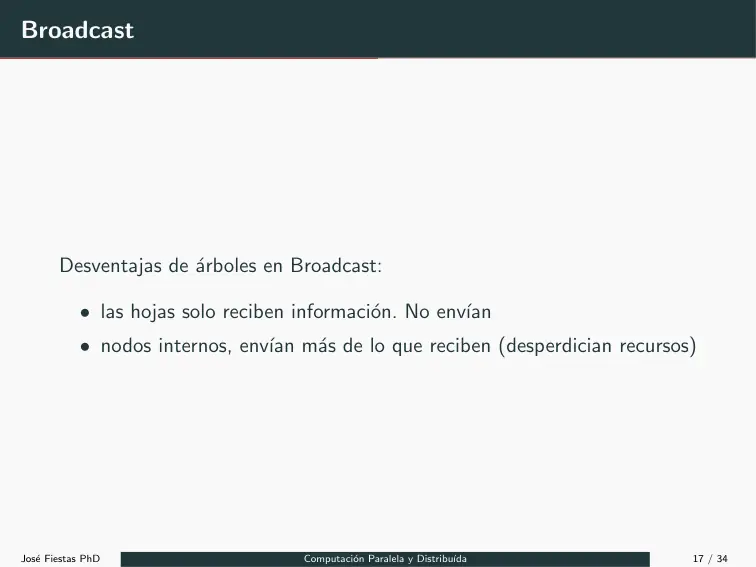 Broadcast
Desventajas de árboles en Broadcast:
• las hojas solo reciben información. No envían
• nodos internos, envían más de lo que reciben (desperdician recursos)
José Fiestas PhD
Computación Paralela y Distribuída
17 / 34